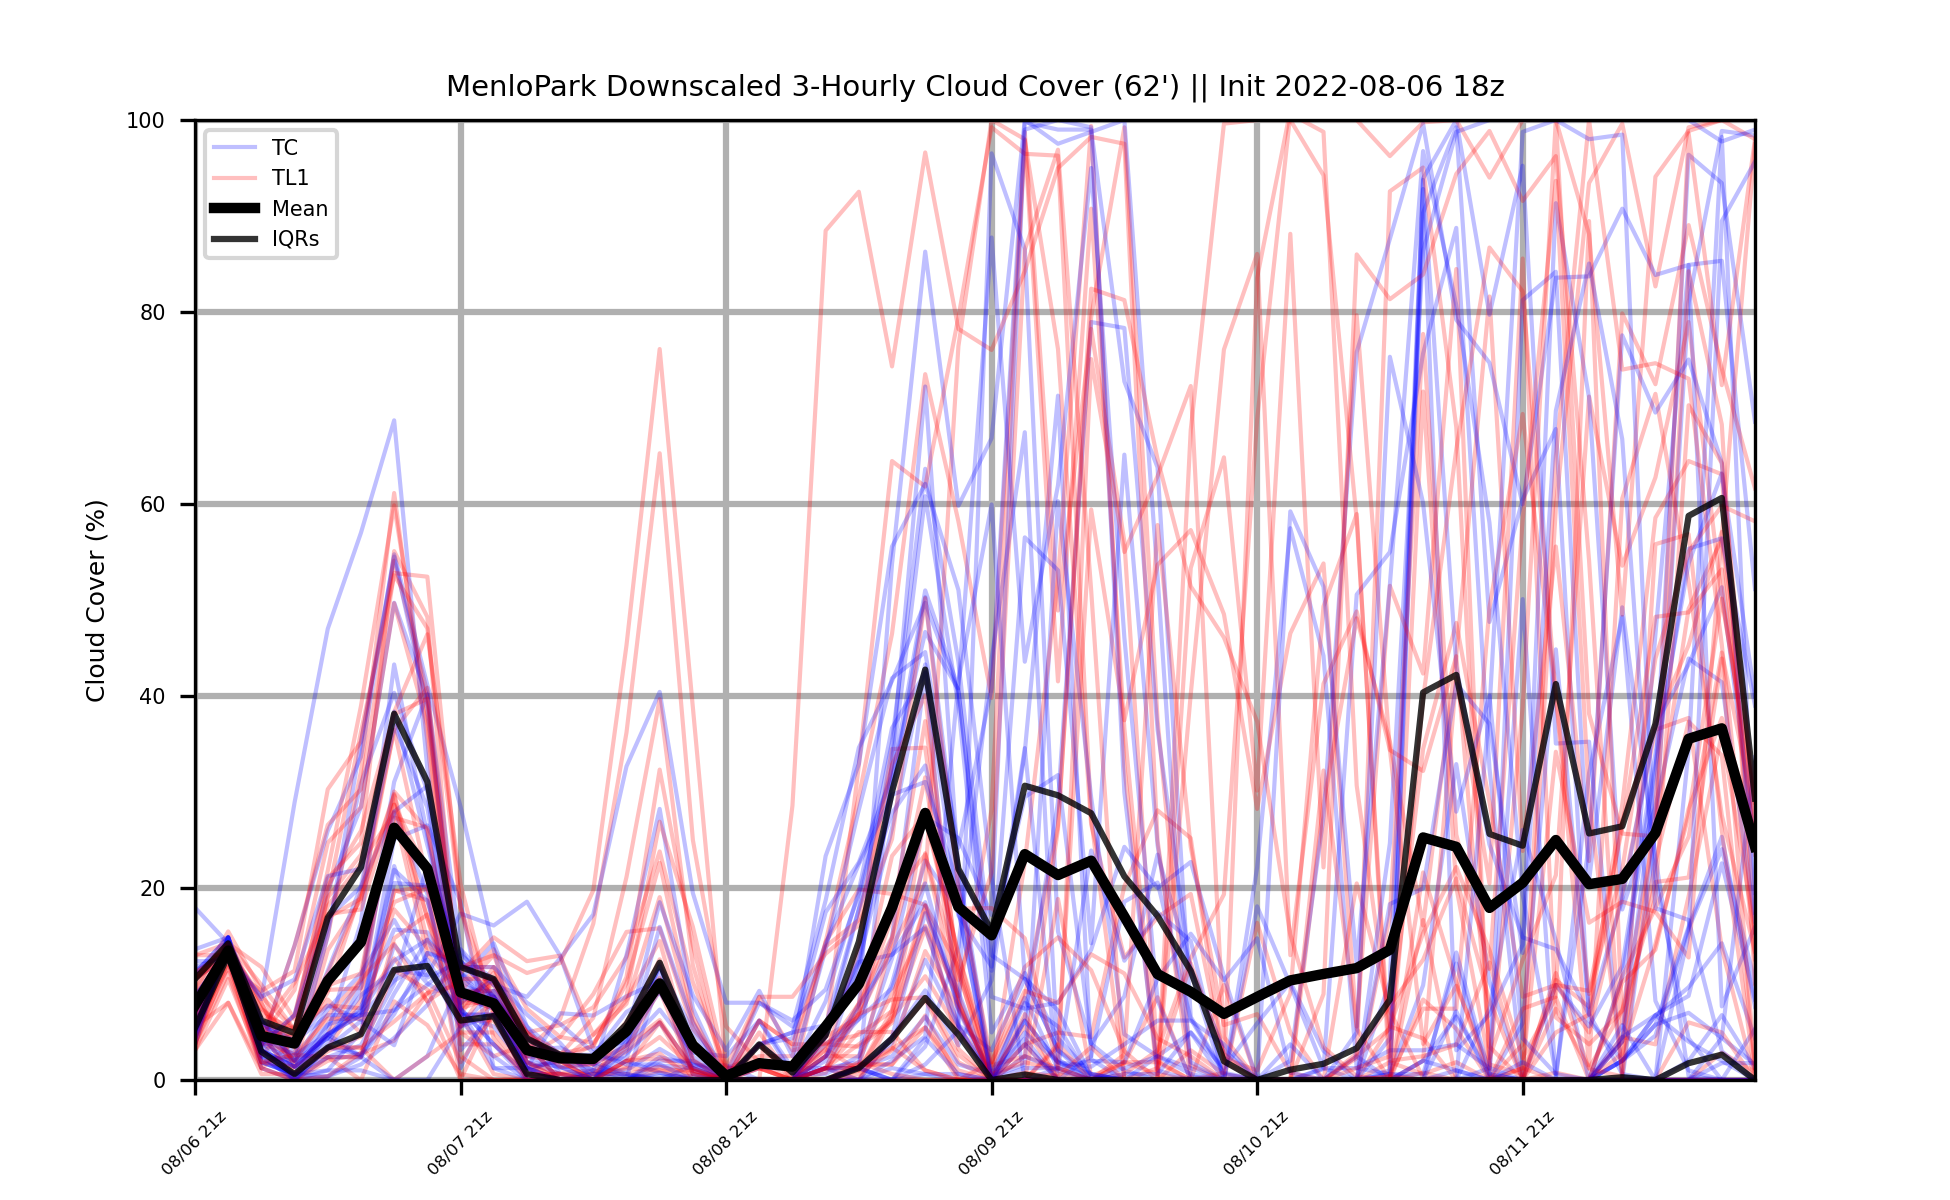 MenloPark Downscaled 3-Hourly Cloud Cover (62') || Init 2022-08-06 18z
Cloud Cover (%)
100
80
60
40
20
0
TC
TL1
Mean
IQRs
08/06 21z
08/07 21z
08/08 21z
08/09 21z
08/10 21z
08/11 21z